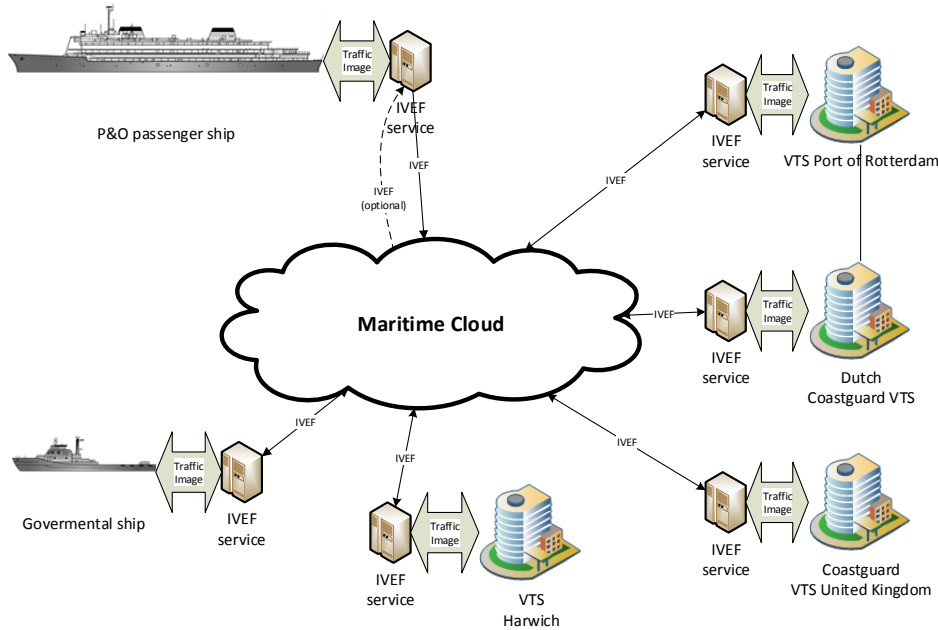 Traffic
Image
IVEF
service
P&O passenger ship
IVEF
IVEF
(optional)
Traffic
Image
IVEF
service
VTS Port of Rotterdam
IVEF
Maritime Cloud
IVEF
Traffic
Image
IVEF
service
Dutch
Coastguard VTS
IVEF
Traffic
Image
IVEF
service
Govermental ship
IVEF
Traffic
Image
IVEF
service
VTS
Harwich
IVEF
Traffic
Image
IVEF
service
Coastguard
VTS United Kingdom